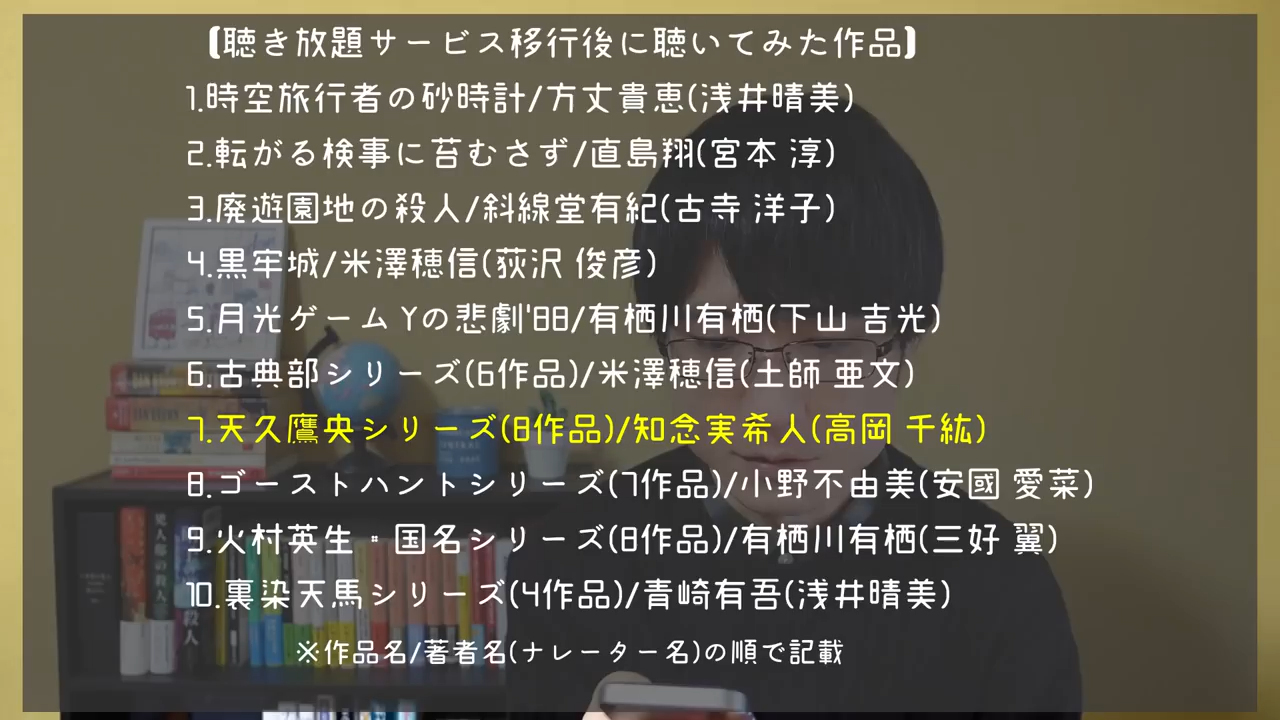 【聴き放題サービス移行後に聴いてみた作品】
1.時空旅行者の砂時計/方丈貴恵(浅井晴美)
2.転がる検事に苔むさず/直島翔(宮本 淳)
3.廃遊園地の殺人/斜線堂有紀(古寺 洋子)
4.黒牢城/米澤穂信(荻沢 俊彦)
5.月光ゲーム Yの悲劇'88/有栖川有栖(下山 吉光)
6.古典部シリーズ(6作品)/米澤穂信(土師 亜文)
7.天久鷹央シリーズ(8作品)/知念実希人(高岡 千紘)
8.ゴーストハントシリーズ(7作品)/小野不由美(安國 愛菜)
9.火村英生・国名シリーズ(8作品)/有栖川有栖(三好 翼)
10.裏染天馬シリーズ(4作品)/青崎有吾(浅井晴美)
※作品名/著者名(ナレーター名)の順で記載